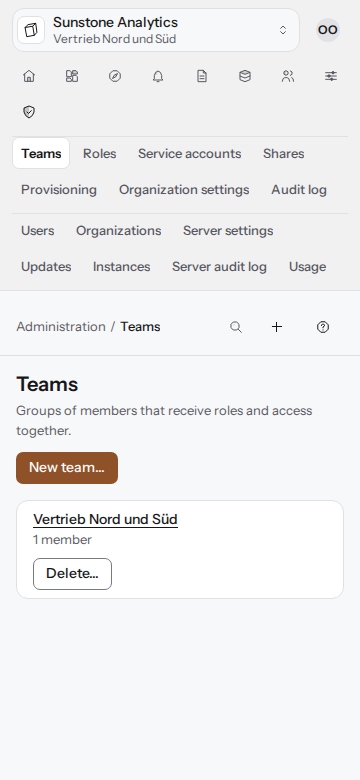 Sunstone Analytics
Vertrieb Nord und Süd
OO
Teams Roles Service accounts Shares
Provisioning Organization settings Audit log
Users Organizations Server settings
Updates Instances Server audit log Usage
Administration / Teams
Teams
Groups of members that receive roles and access
together.
New team...
Vertrieb Nord und Süd
1 member
Delete...